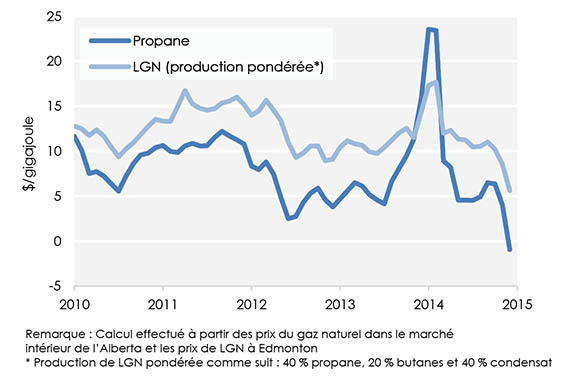 25
20
15
10
5
0
-5
$/gigajoule
Propane
LGN (production pondérée*)
2010 2011 2012 2013 2014 2015
Remarque : Calcul effectué à partir des prix du gaz naturel dans le marché
intérieur de l’Alberta et les prix de LGN à Edmonton
* Production de LGN pondérée comme suit : 40 % propane, 20 % butanes et 40 % condensat